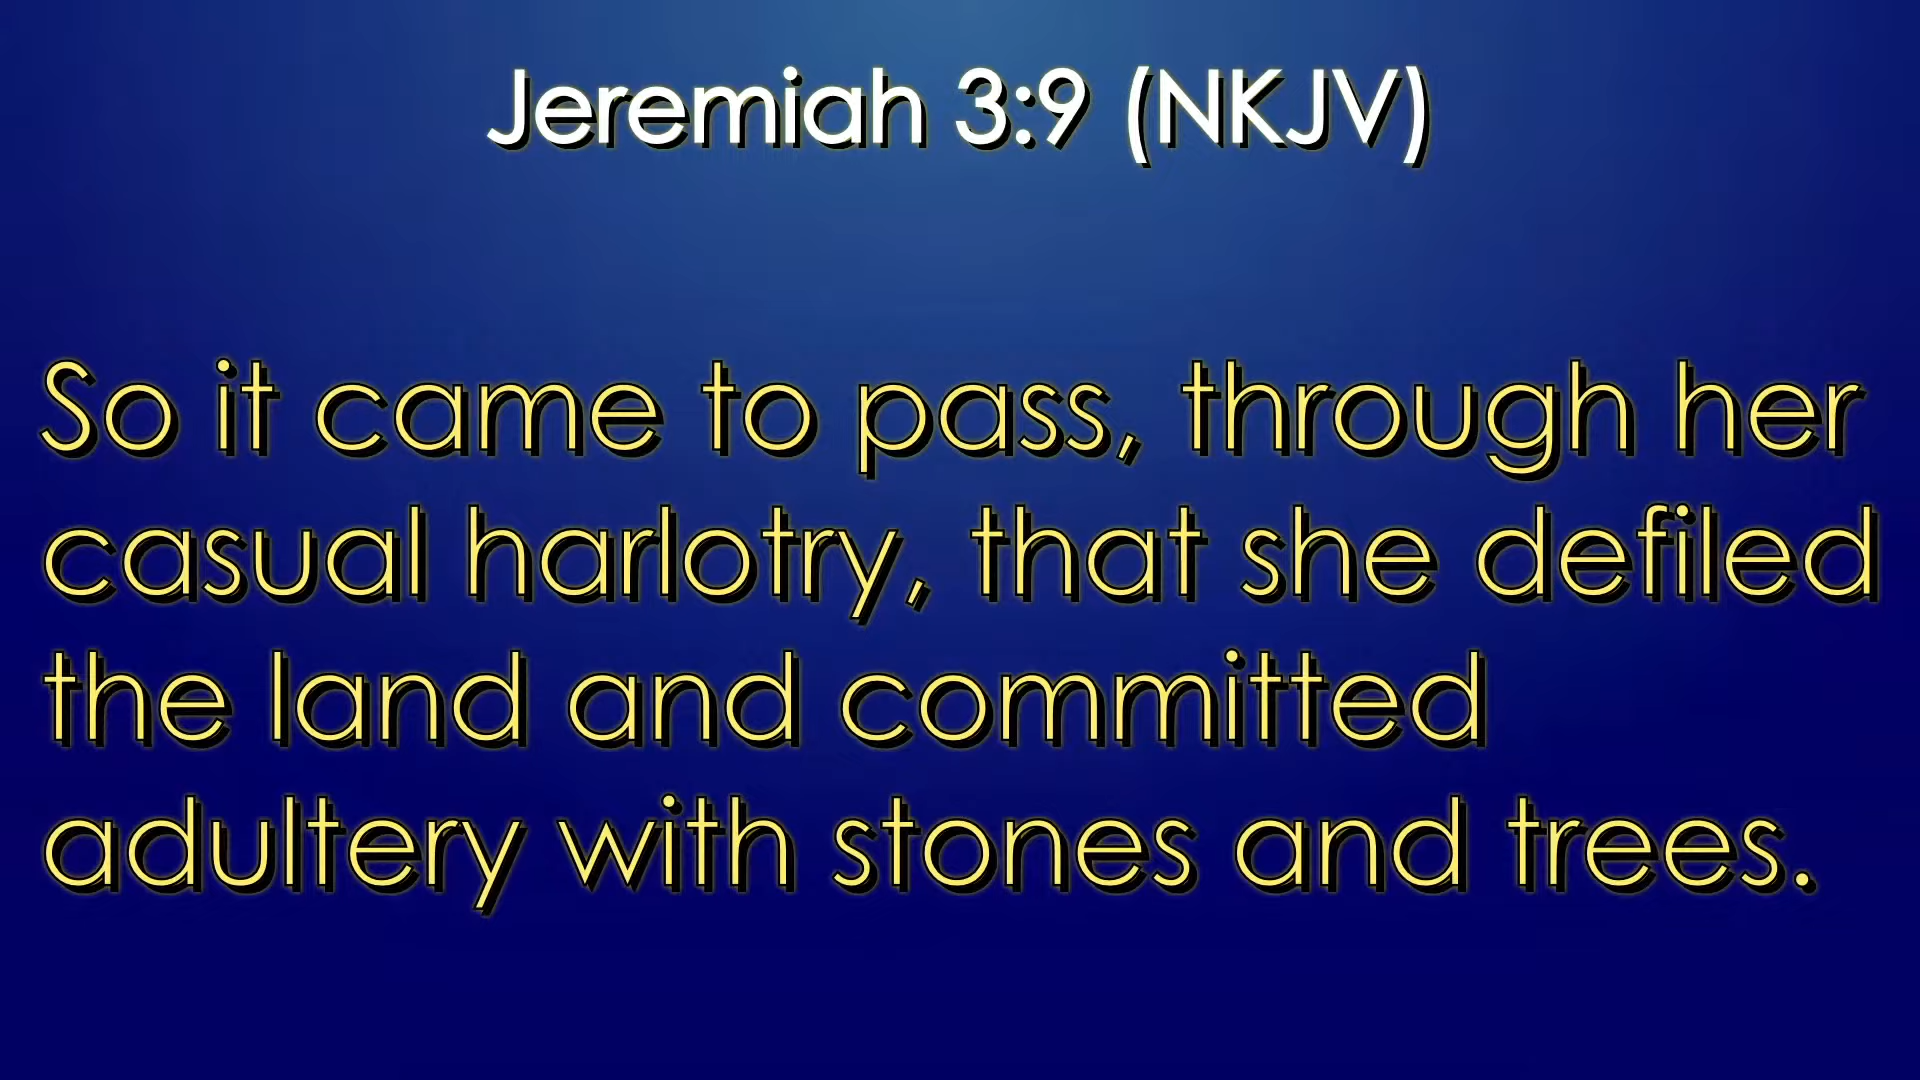 Jeremiah 3:9 (NKJV)
So it came to pass, through her
casual harlotry, that she defiled
the land and committed
adultery with stones and trees.